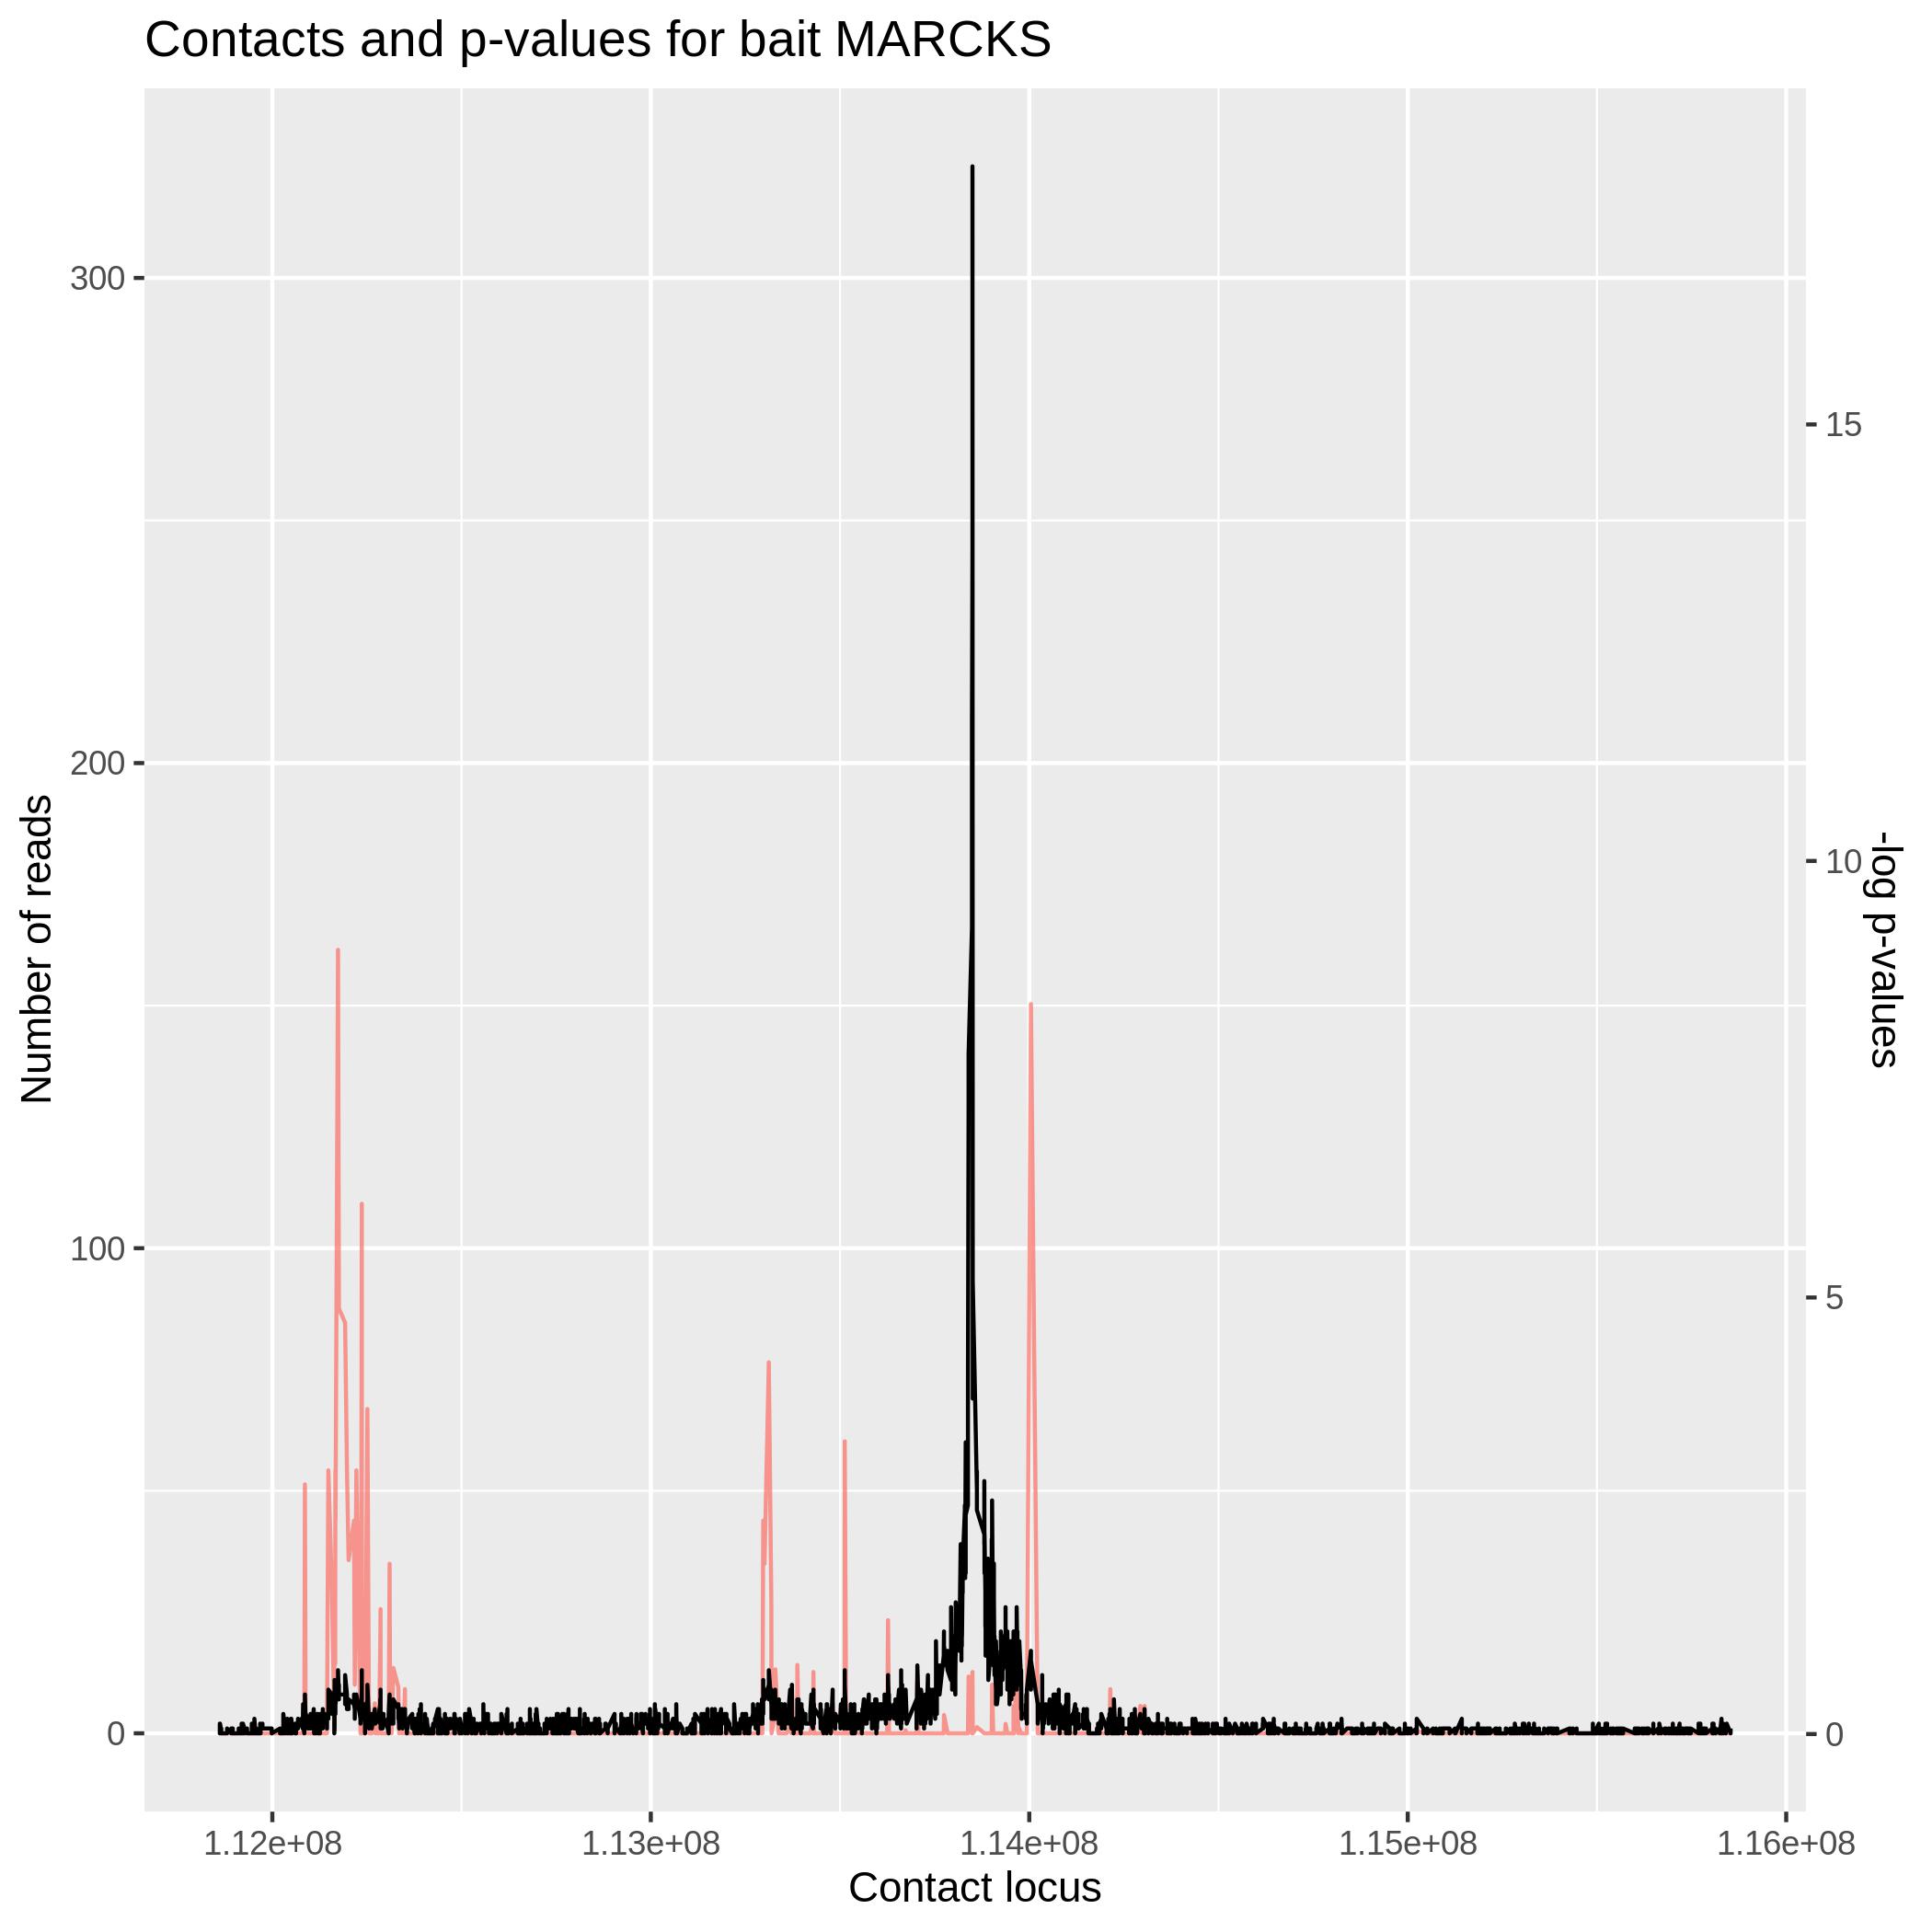 Contacts and p-values for bait MARCKS
300
200
100
0
Number of reads
15
10
5
0
-log p-values
1.12e+08 1.13e+08 1.14e+08 1.15e+08 1.16e+08
Contact locus